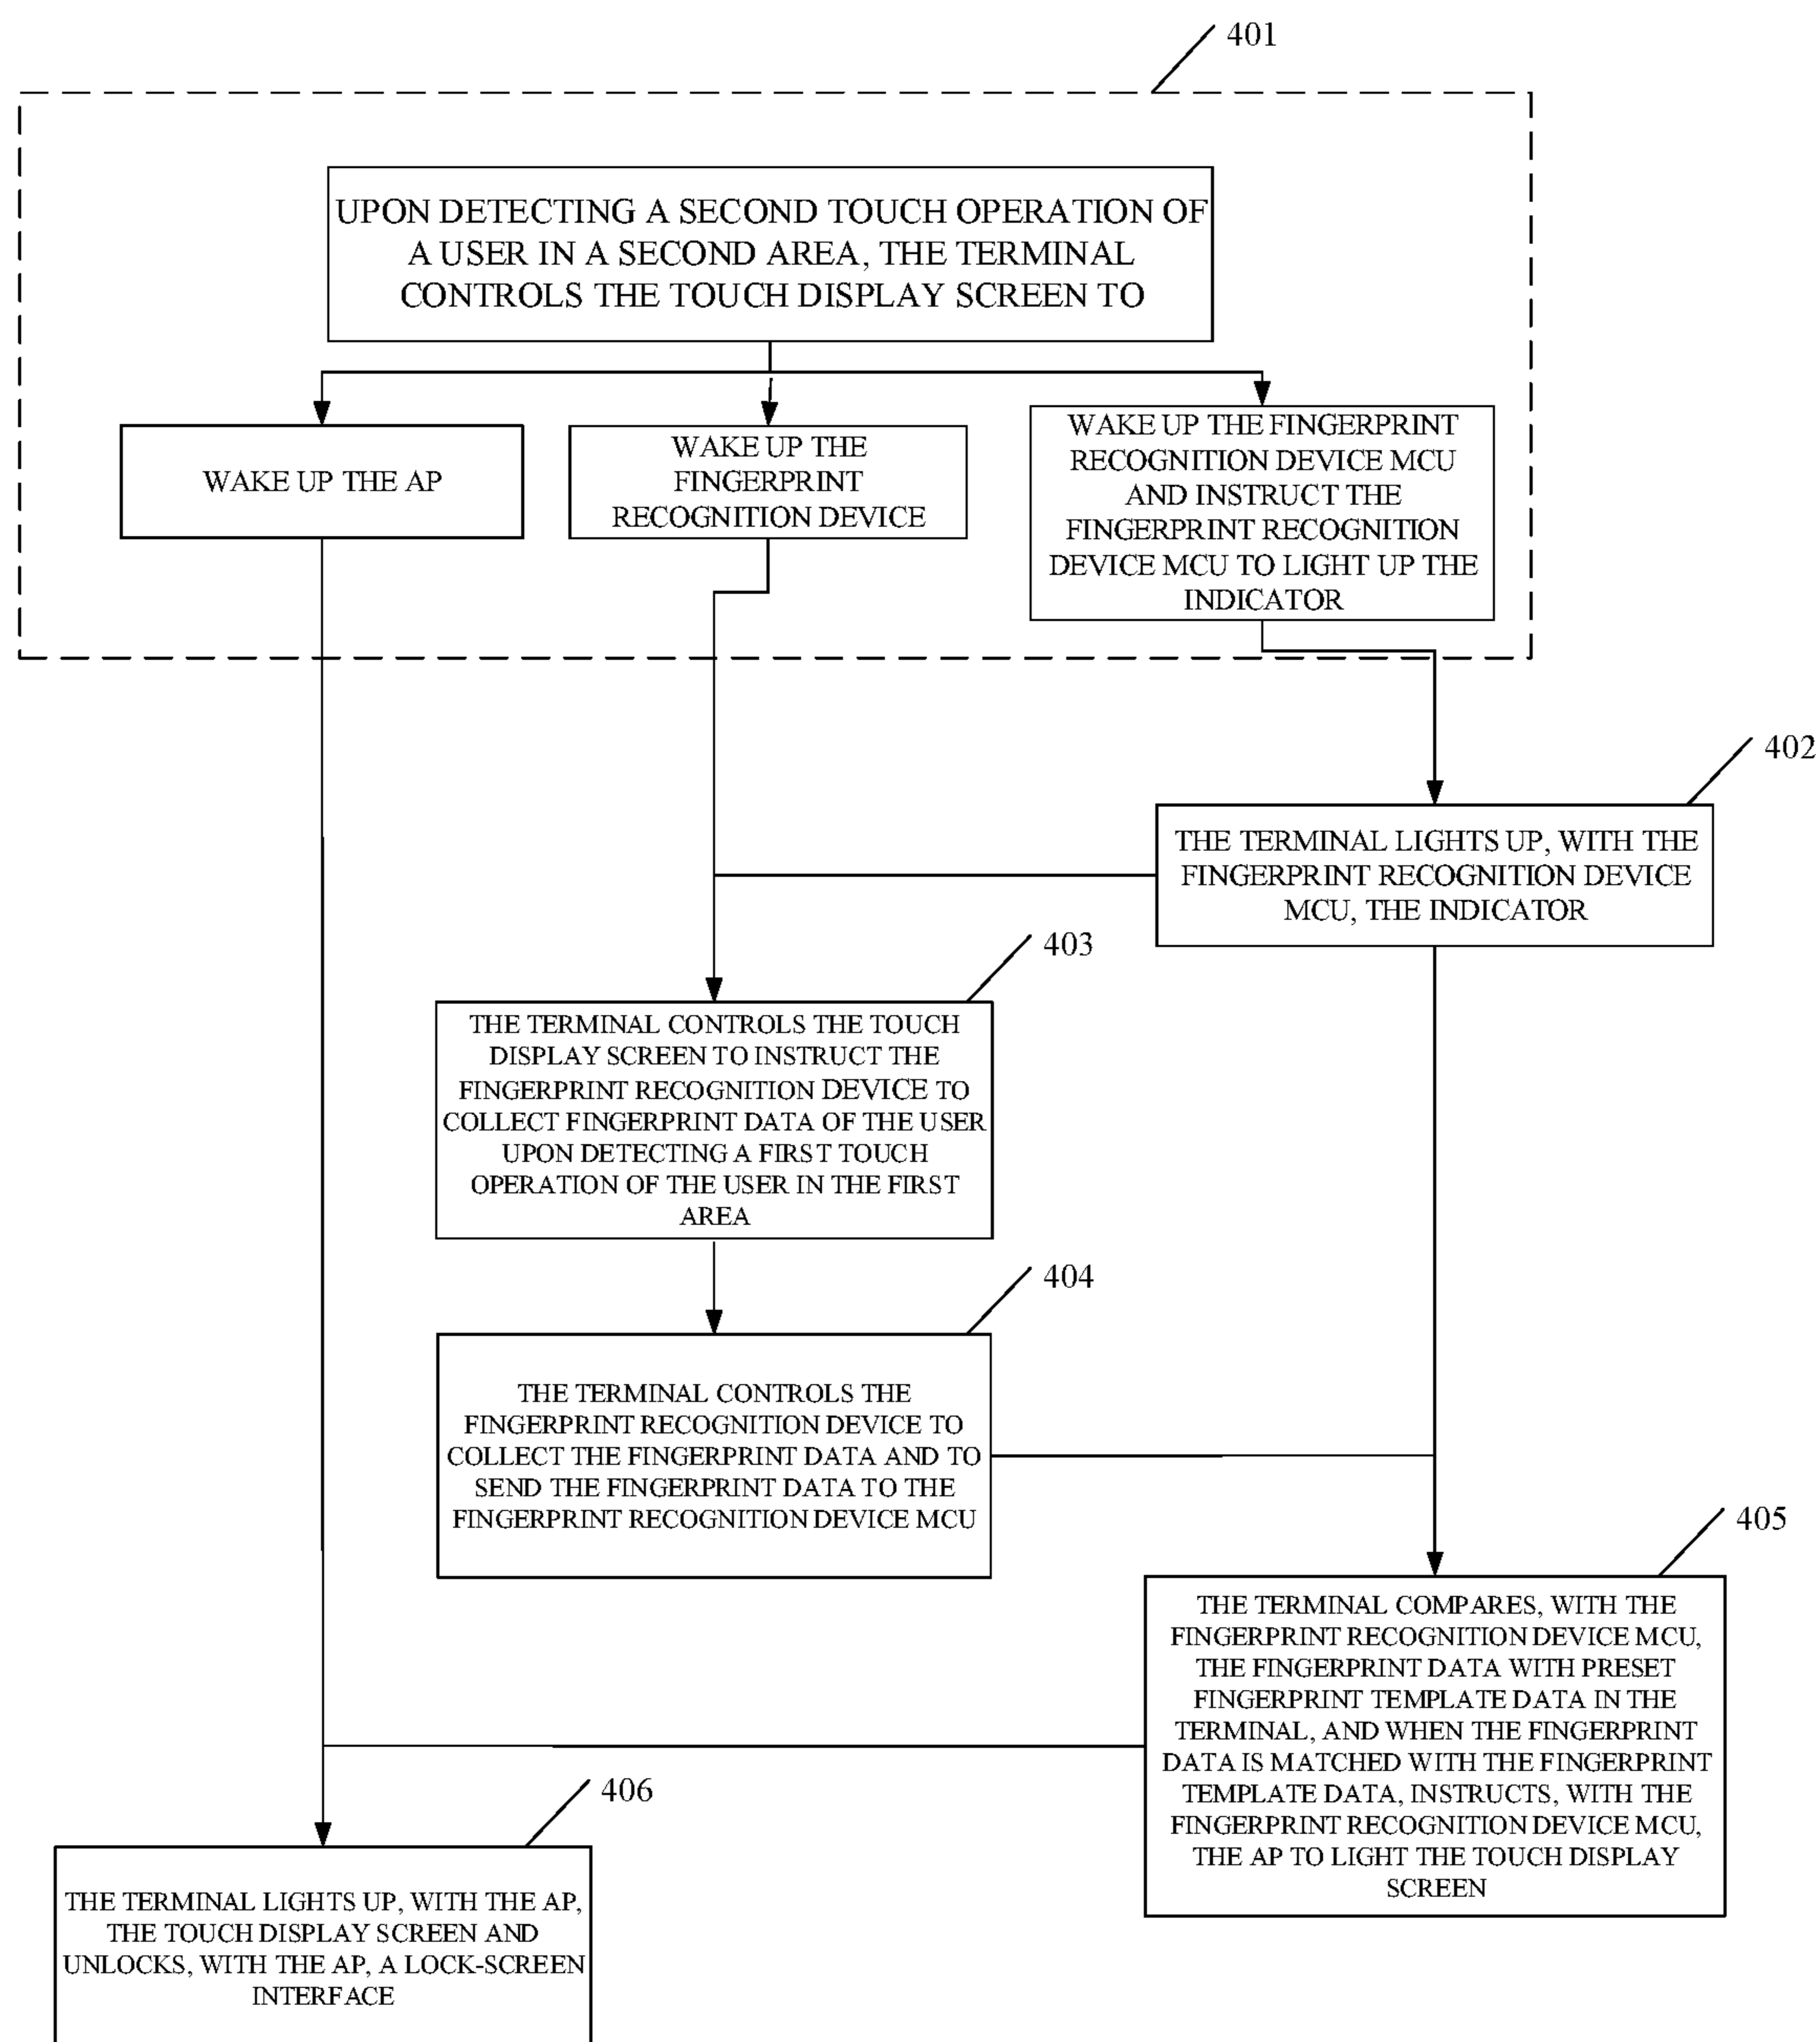 401
UPON DETECTING A SECOND TOUCH OPERATION OF
A USER IN A SECOND AREA, THE TERMINAL
CONTROLS THE TOUCH DISPLAY SCREEN TO
WAKE UP THE AP
WAKE UP THE
FINGERPRINT
RECOGNITION DEVICE
WAKE UP THE FINGERPRINT
RECOGNITION DEVICE MCU
AND INSTRUCT THE
FINGERPRINT RECOGNITION
DEVICE MCU TO LIGHT UP THE
INDICATOR
402
THE TERMINAL LIGHTS UP, WITH THE
FINGERPRINT RECOGNITION DEVICE
MCU, THE INDICATOR
403
THE TERMINAL CONTROLS THE TOUCH
DISPLAY SCREEN TO INSTRUCT THE
FINGERPRINT RECOGNITION DEVICE TO
COLLECT FINGERPRINT DATA OF THE USER
UPON DETECTING A FIRST TOUCH
OPERATION OF THE USER IN THE FIRST
AREA
404
THE TERMINAL CONTROLS THE
FINGERPRINT RECOGNITION DEVICE TO
COLLECT THE FINGERPRINT DATA AND TO
SEND THE FINGERPRINT DATA TO THE
FINGERPRINT RECOGNITION DEVICE MCU
405
THE TERMINAL COMPARES, WITH THE
FINGERPRINT RECOGNITION DEVICE MCU,
THE FINGERPRINT DATA WITH PRESET
FINGERPRINT TEMPLATE DATA IN THE
TERMINAL, AND WHEN THE FINGERPRINT
DATA IS MATCHED WITH THE FINGERPRINT
TEMPLATE DATA, INSTRUCTS, WITH THE
FINGERPRINT RECOGNITION DEVICE MCU,
THE AP TO LIGHT THE TOUCH DISPLAY
SCREEN
406
THE TERMINAL LIGHTS UP, WITH THE AP,
THE TOUCH DISPLAY SCREEN AND
UNLOCKS, WITH THE AP, A LOCK-SCREEN
INTERFACE